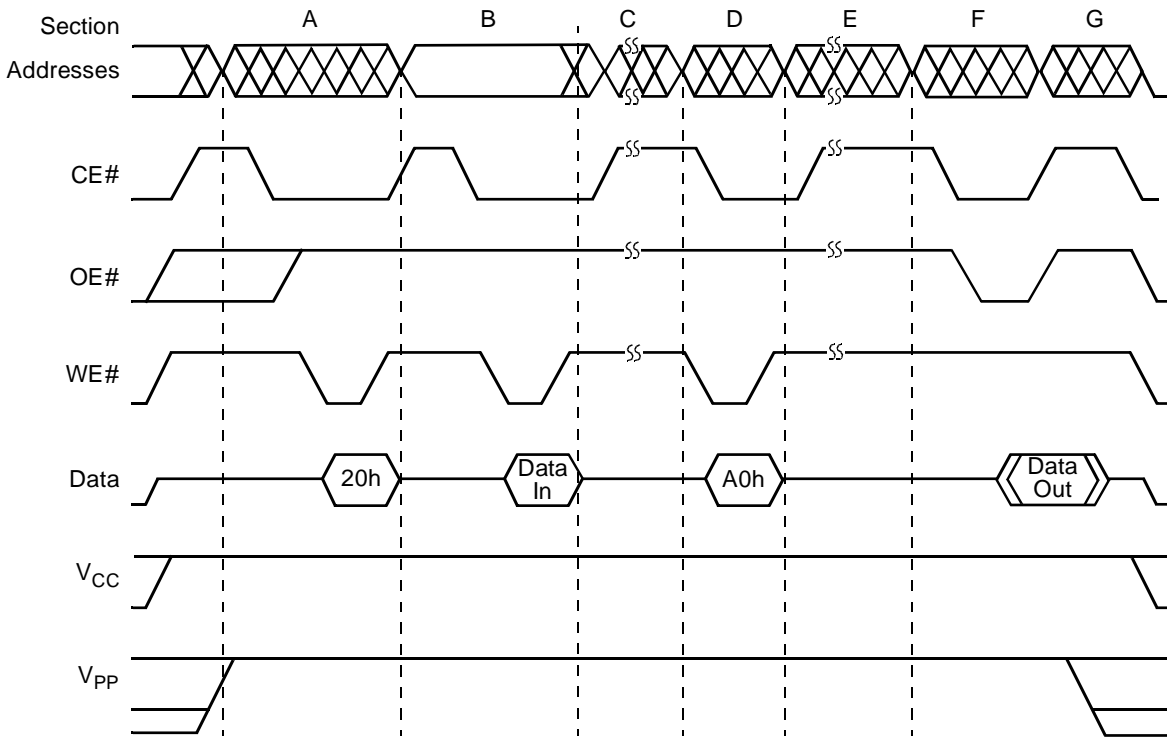 Section A B C D E F G
Addresses
CE#
OE#
WE#
Data 20h Data In A0h Data Out
VCC
VPP